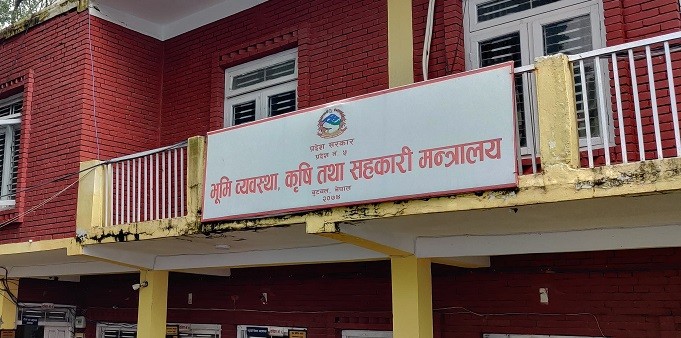 प्रदेश सरकार
प्रदेश नं. ५
भूमि व्यवस्था, कृषि तथा सहकारी मन्त्रालय
बुटवल, नेपाल
२०७४